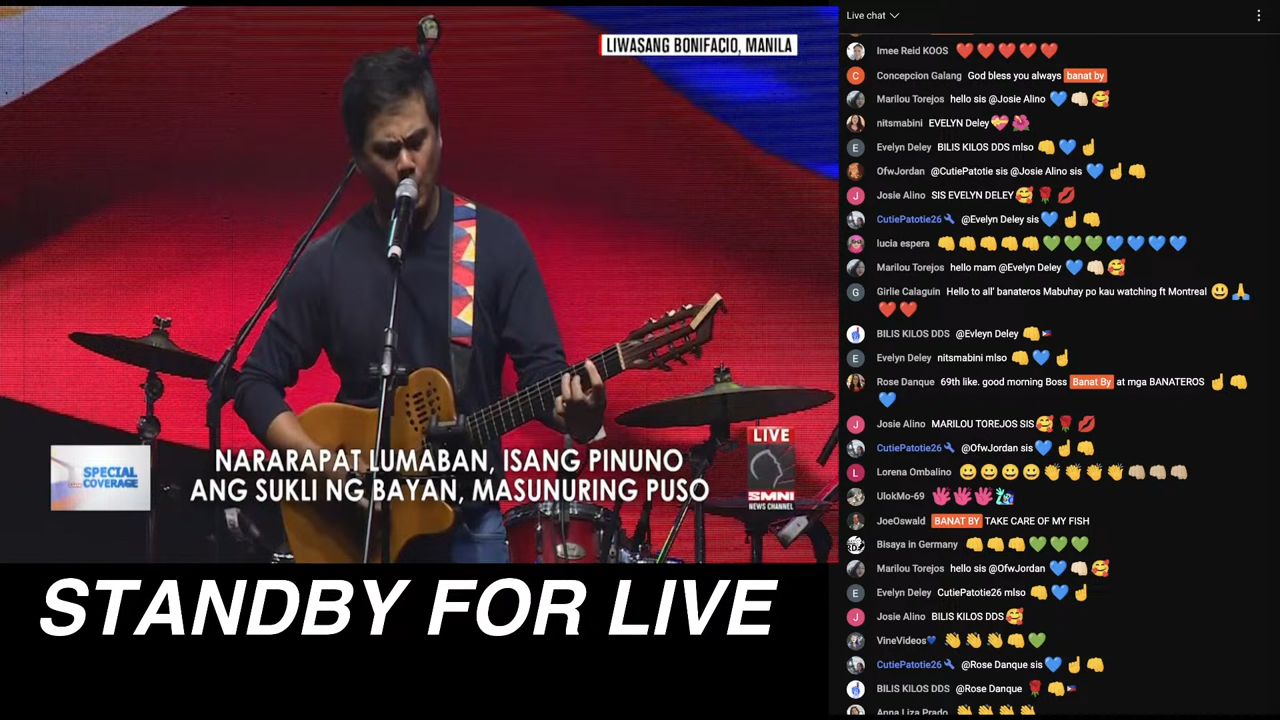 LIWASANG BONIFACIO, MANILA
SPECIAL
COVERAGE
NARARAPAT LUMABAN, ISANG PINUNO
ANG SUKLI NG BAYAN, MASUNURING PUSO
LIVE
SMNI
NEWS CHANNEL
STANDBY FOR LIVE
Live chat
Imee Reid KOOS
C Concepcion Galang God bless you always banat by
Marilou Torejos hello sis @Josie Alino
nitsmabini EVELYN Deley
E Evelyn Deley BILIS KILOS DDS mlso
OfwJordan @CutiePatotie sis @Josie Alino sis
J Josie Alino SIS EVELYN DELEY
CutiePatotie26 @Evelyn Deley sis
lucia espera
Marilou Torejos hello mam @Evelyn Deley
G Girlie Calaguin Hello to all' banateros Mabuhay po kau watching ft Montreal
BILIS KILOS DDS @Evleyn Deley
E Evelyn Deley nitsmabini mlso
Rose Danque 69th like. good morning Boss Banat By at mga BANATEROS
J Josie Alino MARILOU TOREJOS SIS
CutiePatotie26 @OfwJordan sis
L Lorena Ombalino
UlokMo-69
JoeOswald BANAT BY TAKE CARE OF MY FISH
Bisaya in Germany
Marilou Torejos hello sis @OfwJordan
E Evelyn Deley CutiePatotie26 mlso
J Josie Alino BILIS KILOS DDS
VineVideos
CutiePatotie26 @Rose Danque sis
BILIS KILOS DDS @Rose Danque
Anna Liza Prado